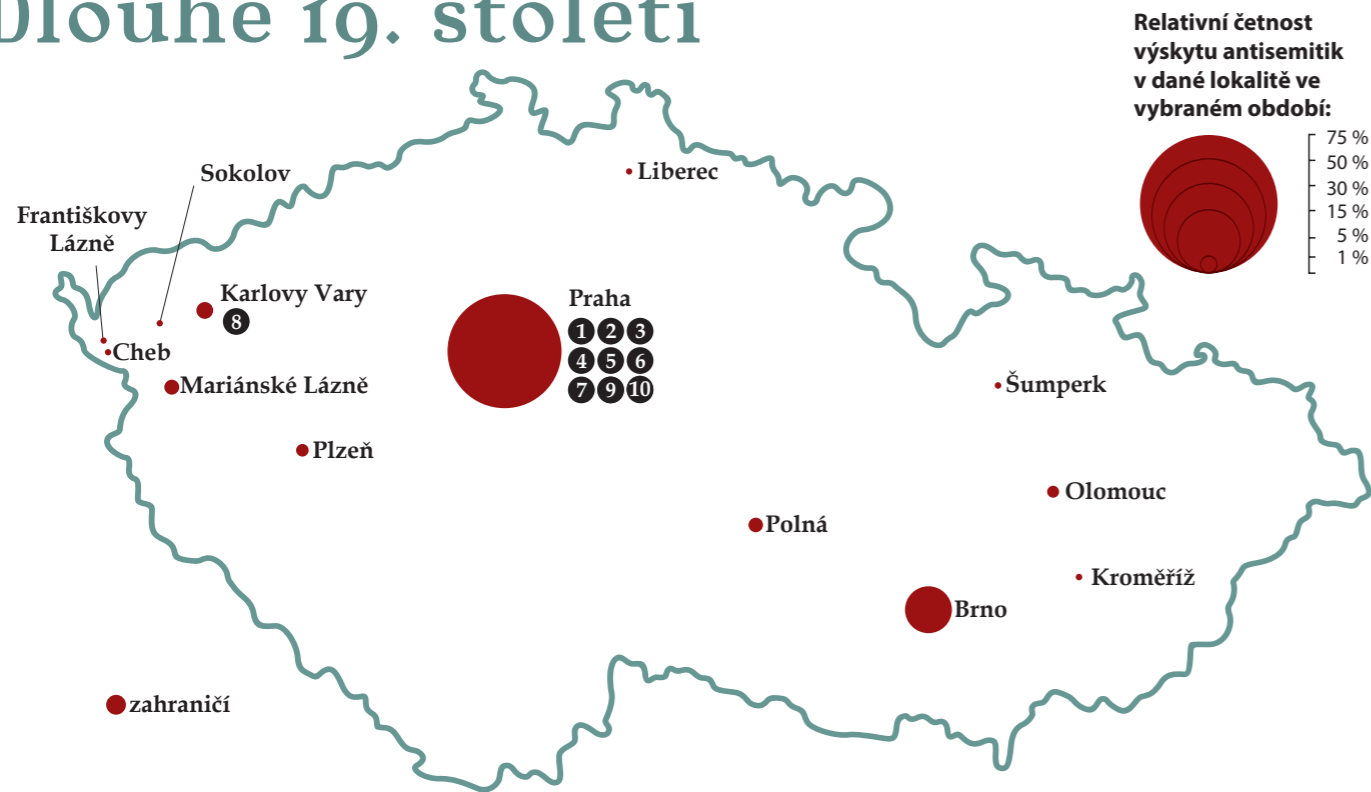 Dlouhé 19. století
Relativní četnost
výskytu antisemitik
v dané lokalitě ve
vybraném období:
75 %
50 %
30 %
15 %
5 %
1 %
Liberec
Sokolov
Františkovy
Lázně
Karlovy Vary
8
Praha
1 2 3
4 5 6
7 9 10
Cheb
Mariánské Lázně
Šumperk
Plzeň
Olomouc
Polná
Kroměříž
Brno
zahraničí